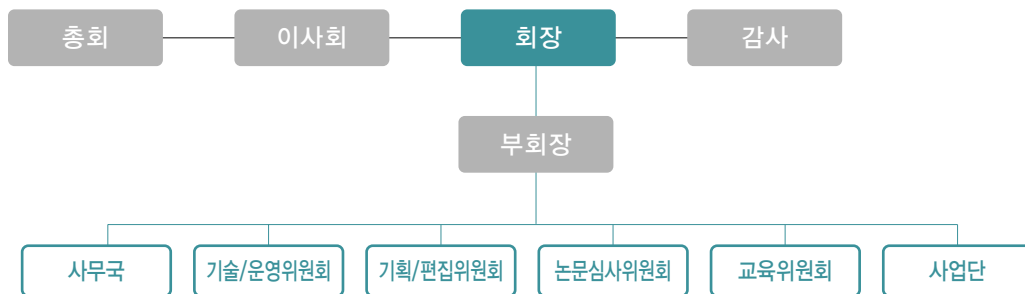 총회
이사회
회장
감사
부회장
사무국
기술/운영위원회
기획/편집위원회
논문심사위원회
교육위원회
사업단